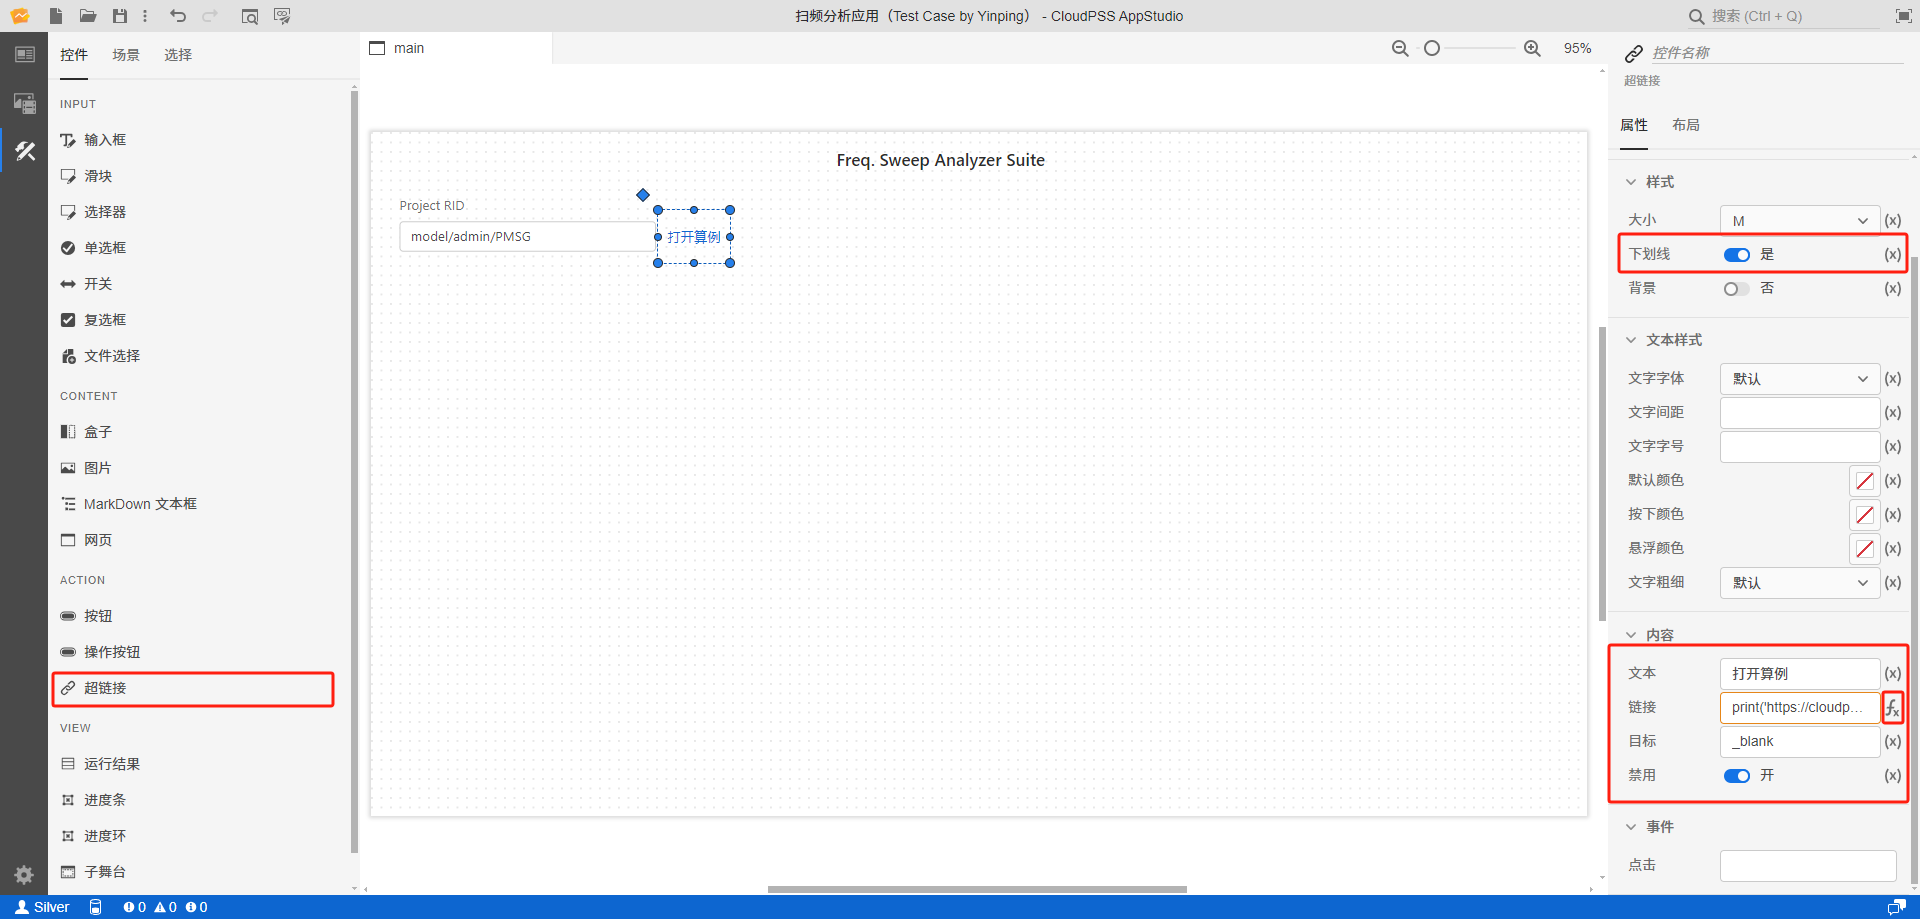 扫频分析应用（Test Case by Yinping） - CloudPSS AppStudio
搜索 (Ctrl + Q)
控件
场景
选择
INPUT
输入框
滑块
选择器
单选框
开关
复选框
文件选择
CONTENT
盒子
图片
MarkDown 文本框
网页
ACTION
按钮
操作按钮
超链接
VIEW
运行结果
进度条
进度环
子舞台
main
95%
Freq. Sweep Analyzer Suite
Project RID
model/admin/PMSG
打开算例
控件名称
超链接
属性
布局
样式
大小 M (x)
下划线 是 (x)
背景 否 (x)
文本样式
文字字体 默认 (x)
文字间距 (x)
文字字号 (x)
默认颜色 (x)
按下颜色 (x)
悬浮颜色 (x)
文字粗细 默认 (x)
内容
文本 打开算例 (x)
链接 print('https://cloudp... fx
目标 _blank (x)
禁用 开 (x)
事件
点击
Silver 0 0 0